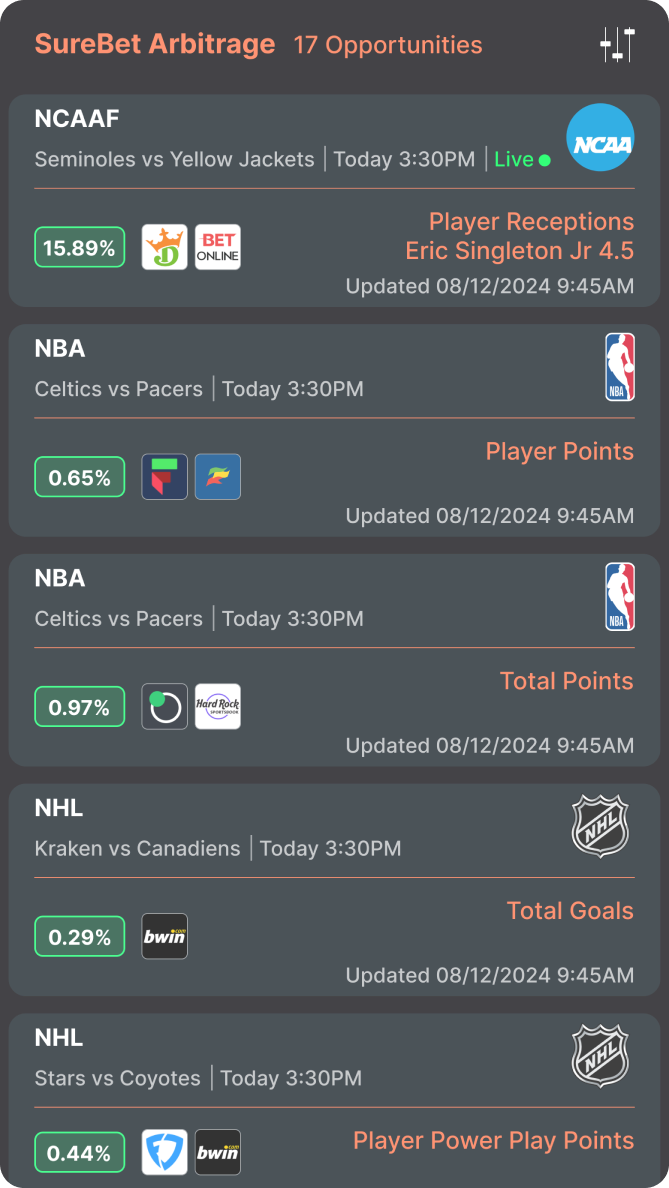 SureBet Arbitrage 17 Opportunities
NCAAF
NCAA
Seminoles vs Yellow Jackets | Today 3:30PM | Live
15.89%
BET
ONLINE
Player Receptions
Eric Singleton Jr 4.5
Updated 08/12/2024 9:45AM
NBA
NBA
Celtics vs Pacers | Today 3:30PM
0.65%
Player Points
Updated 08/12/2024 9:45AM
NBA
NBA
Celtics vs Pacers | Today 3:30PM
0.97%
Hard Rock
SPORTSBOOK
Total Points
Updated 08/12/2024 9:45AM
NHL
NHL
Kraken vs Canadiens | Today 3:30PM
0.29%
bwin.com
Total Goals
Updated 08/12/2024 9:45AM
NHL
NHL
Stars vs Coyotes | Today 3:30PM
0.44%
bwin.com
Player Power Play Points